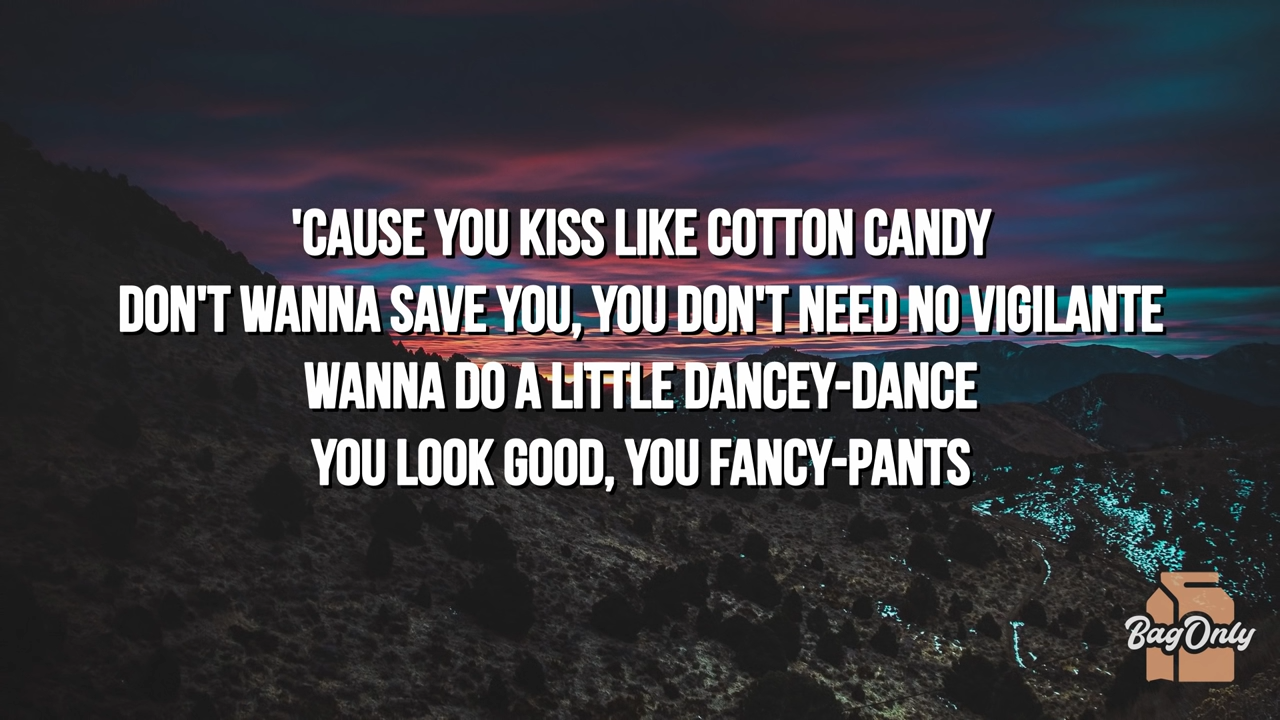 'CAUSE YOU KISS LIKE COTTON CANDY
DON'T WANNA SAVE YOU, YOU DON'T NEED NO VIGILANTE
WANNA DO A LITTLE DANCEY-DANCE
YOU LOOK GOOD, YOU FANCY-PANTS
BagOnly